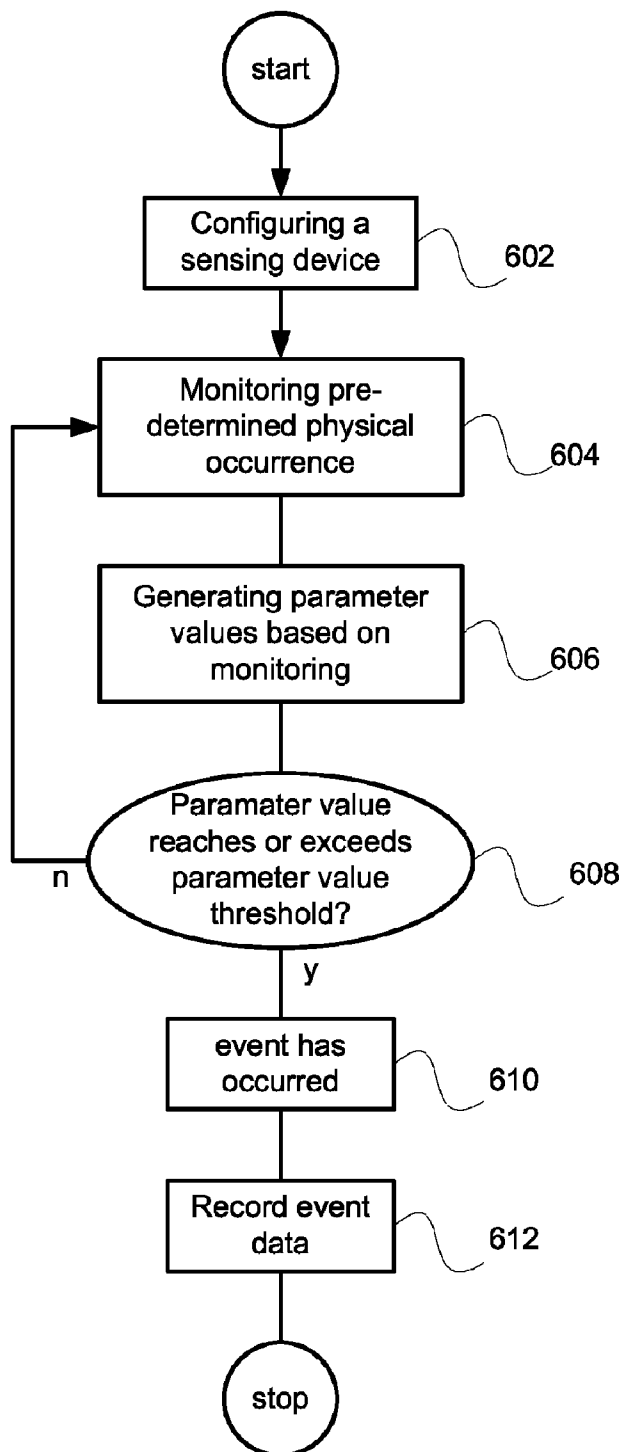 start
Configuring a
sensing device
602
Monitoring pre-
determined physical
occurrence
604
Generating parameter
values based on
monitoring
606
Paramater value
reaches or exceeds
parameter value
threshold?
608
n
y
event has
occurred
610
Record event
data
612
stop